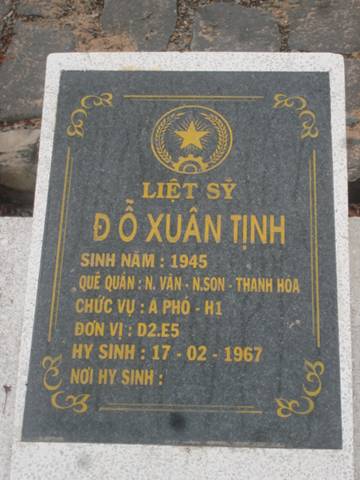 LIỆT SỸ
ĐỖ XUÂN TỊNH
SINH NĂM : 1945
QUÊ QUÁN : N. VĂN - N.SON - THANH HÓA
CHỨC VỤ : A PHÓ - H1
ĐƠN VỊ : D2.E5
HY SINH : 17 - 02 - 1967
NƠI HY SINH :